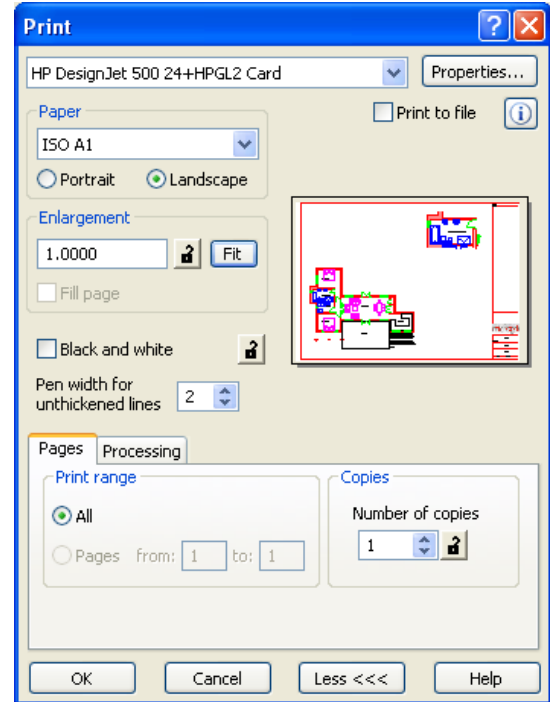 Print
HP DesignJet 500 24+HPGL2 Card
Properties...
Paper
Print to file
ISO A1
Portrait
Landscape
Enlargement
1.0000
Fit
Fill page
Black and white
Pen width for
unthickened lines
2
Pages
Processing
Print range
All
Pages from: 1 to: 1
Copies
Number of copies
1
OK
Cancel
Less <<<
Help